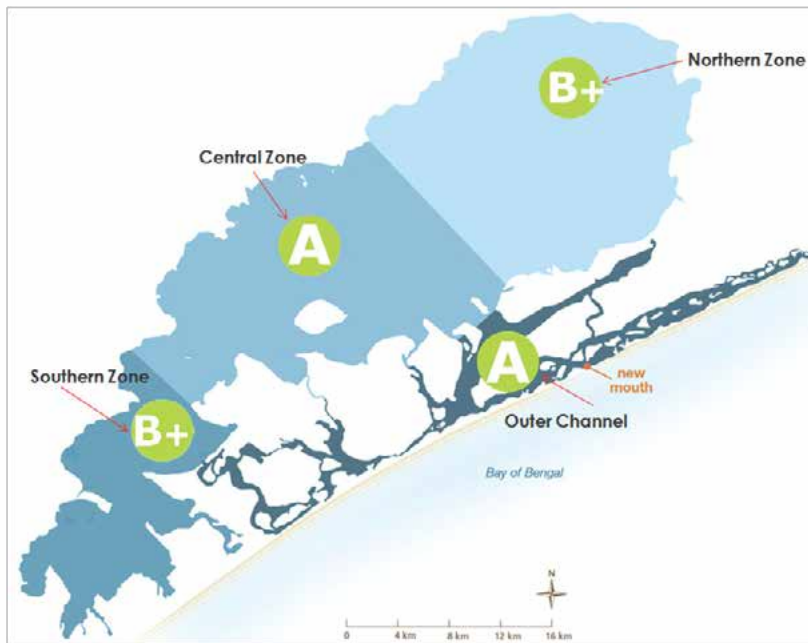 B+
Northern Zone
Central Zone
A
Southern Zone
B+
A
new
mouth
Outer Channel
Bay of Bengal
N
0 4 km 8 km 12 km 16 km